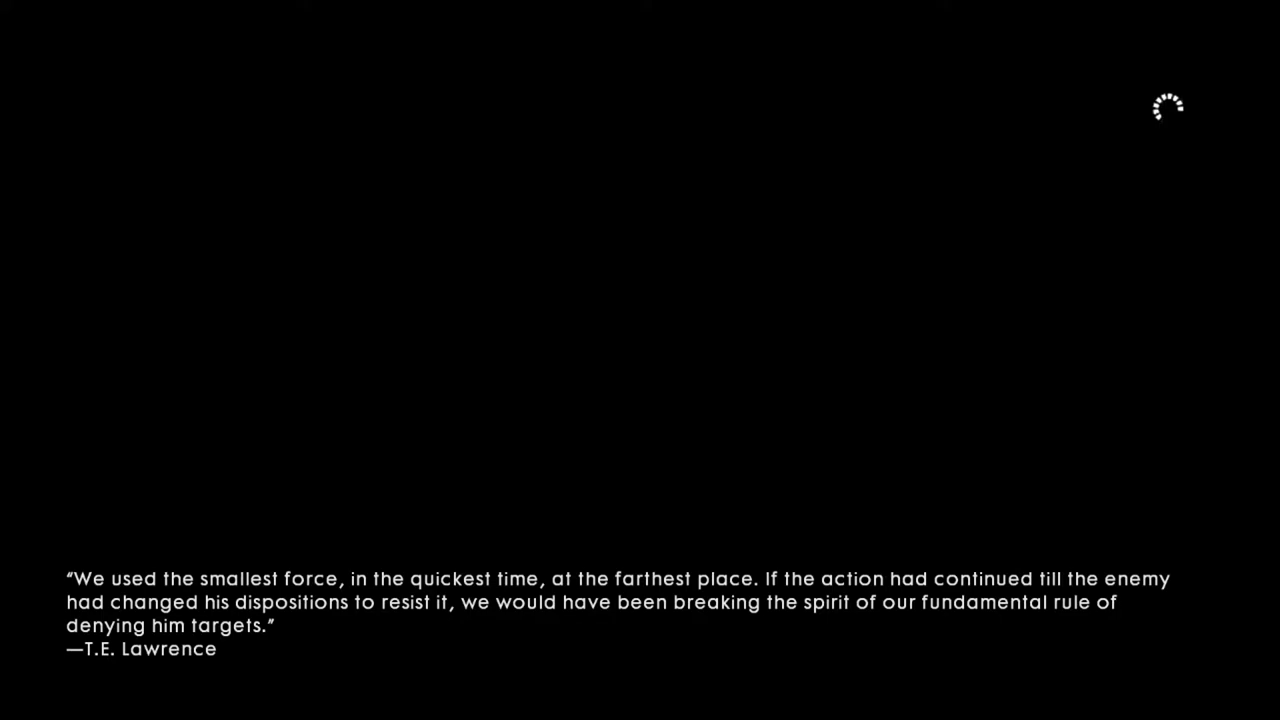 “We used the smallest force, in the quickest time, at the farthest place. If the action had continued till the enemy
had changed his dispositions to resist it, we would have been breaking the spirit of our fundamental rule of
denying him targets.”
—T.E. Lawrence